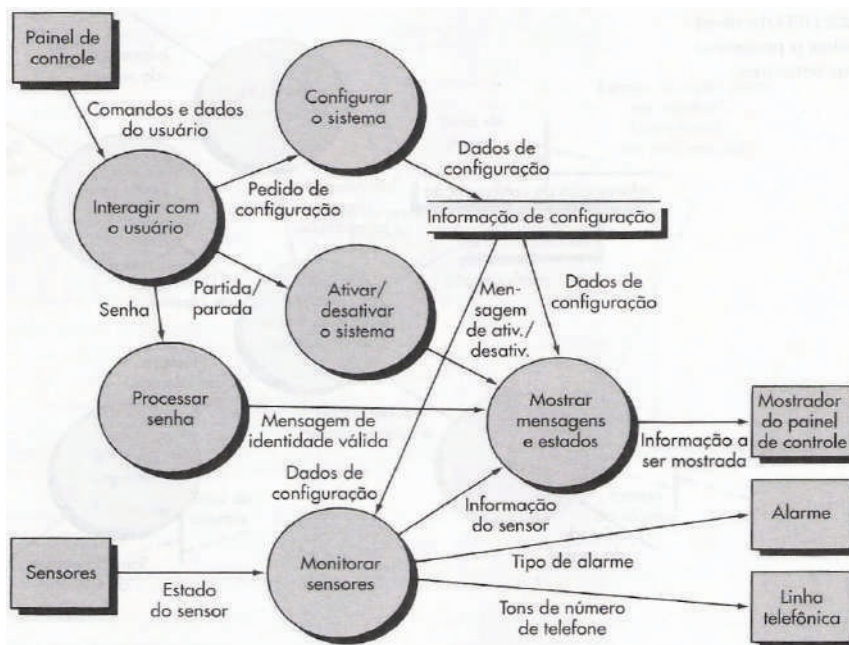 Painel de
controle
Comandos e dados
do usuário
Configurar
o sistema
Dados de
configuração
Interagir com
o usuário
Pedido de
configuração
Informação de configuração
Senha
Partida/
parada
Ativar/
desativar
o sistema
Men-
sagem
de ativ./
desativ.
Dados de
configuração
Processar
senha
Mensagem de
identidade válida
Mostrar
mensagens
e estados
Informação a
ser mostrada
Mostrador
do painel
de controle
Dados de
configuração
Informação
do sensor
Alarme
Sensores
Estado
do sensor
Monitorar
sensores
Tipo de alarme
Tons de número
de telefone
Linha
telefônica